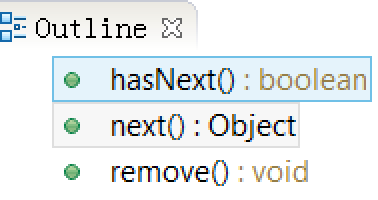 Outline
hasNext() : boolean
next() : Object
remove() : void